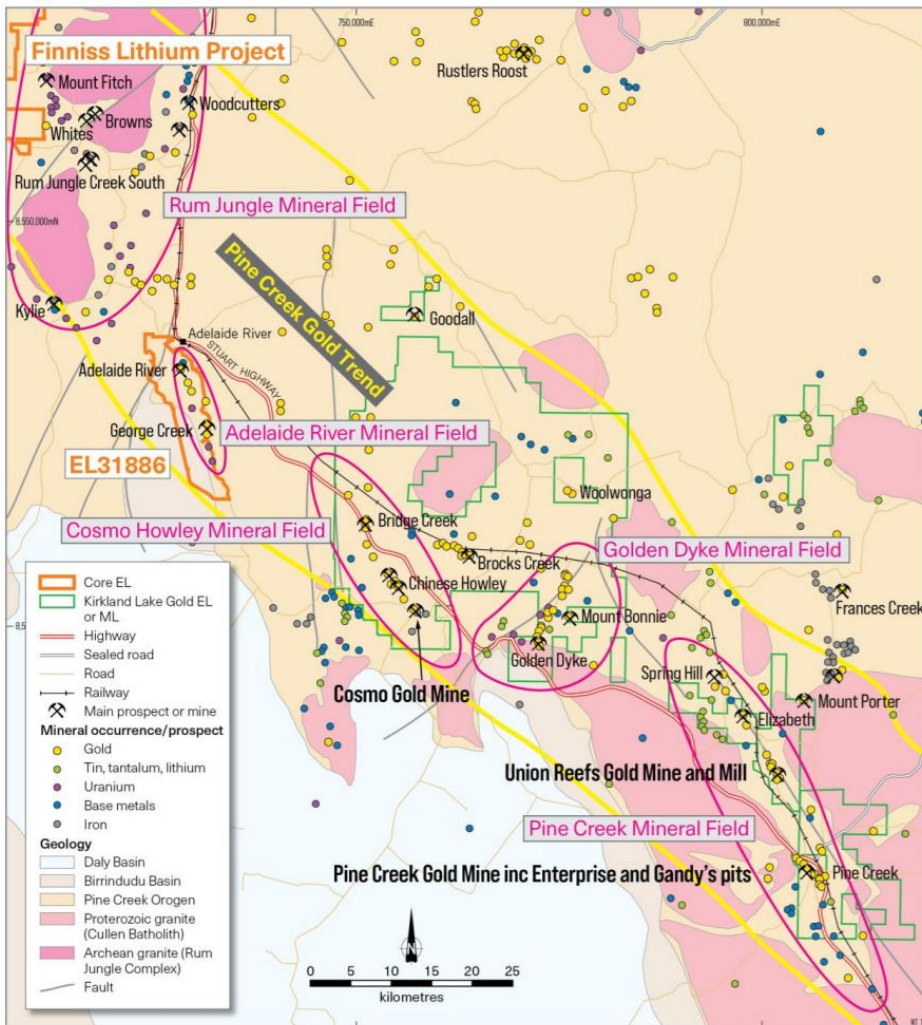 750,000mE
800,000mE
Finniss Lithium Project
Rustlers Roost
Mount Fitch
Woodcutters
Browns
Whites
Rum Jungle Creek South
Rum Jungle Mineral Field
8,550,000mN
Pine Creek Gold Trend
Kylie
Goodall
Adelaide River
STUART HIGHWAY
Adelaide River
George Creek
Adelaide River Mineral Field
EL31886
Woolwonga
Cosmo Howley Mineral Field
Bridge Creek
Golden Dyke Mineral Field
Brocks Creek
Chinese Howley
Frances Creek
Mount Bonnie
Golden Dyke
Cosmo Gold Mine
Spring Hill
Mount Porter
Elizabeth
Union Reefs Gold Mine and Mill
Pine Creek Mineral Field
Pine Creek Gold Mine inc Enterprise and Gandy's pits
Pine Creek
Core EL
Kirkland Lake Gold EL
or ML
Highway
Sealed road
Road
Railway
Main prospect or mine
Mineral occurrence/prospect
Gold
Tin, tantalum, lithium
Uranium
Base metals
Iron
Geology
Daly Basin
Birrindudu Basin
Pine Creek Orogen
Proterozoic granite
(Cullen Batholith)
Archean granite (Rum
Jungle Complex)
Fault
N
0 5 10 15 20 25
kilometres